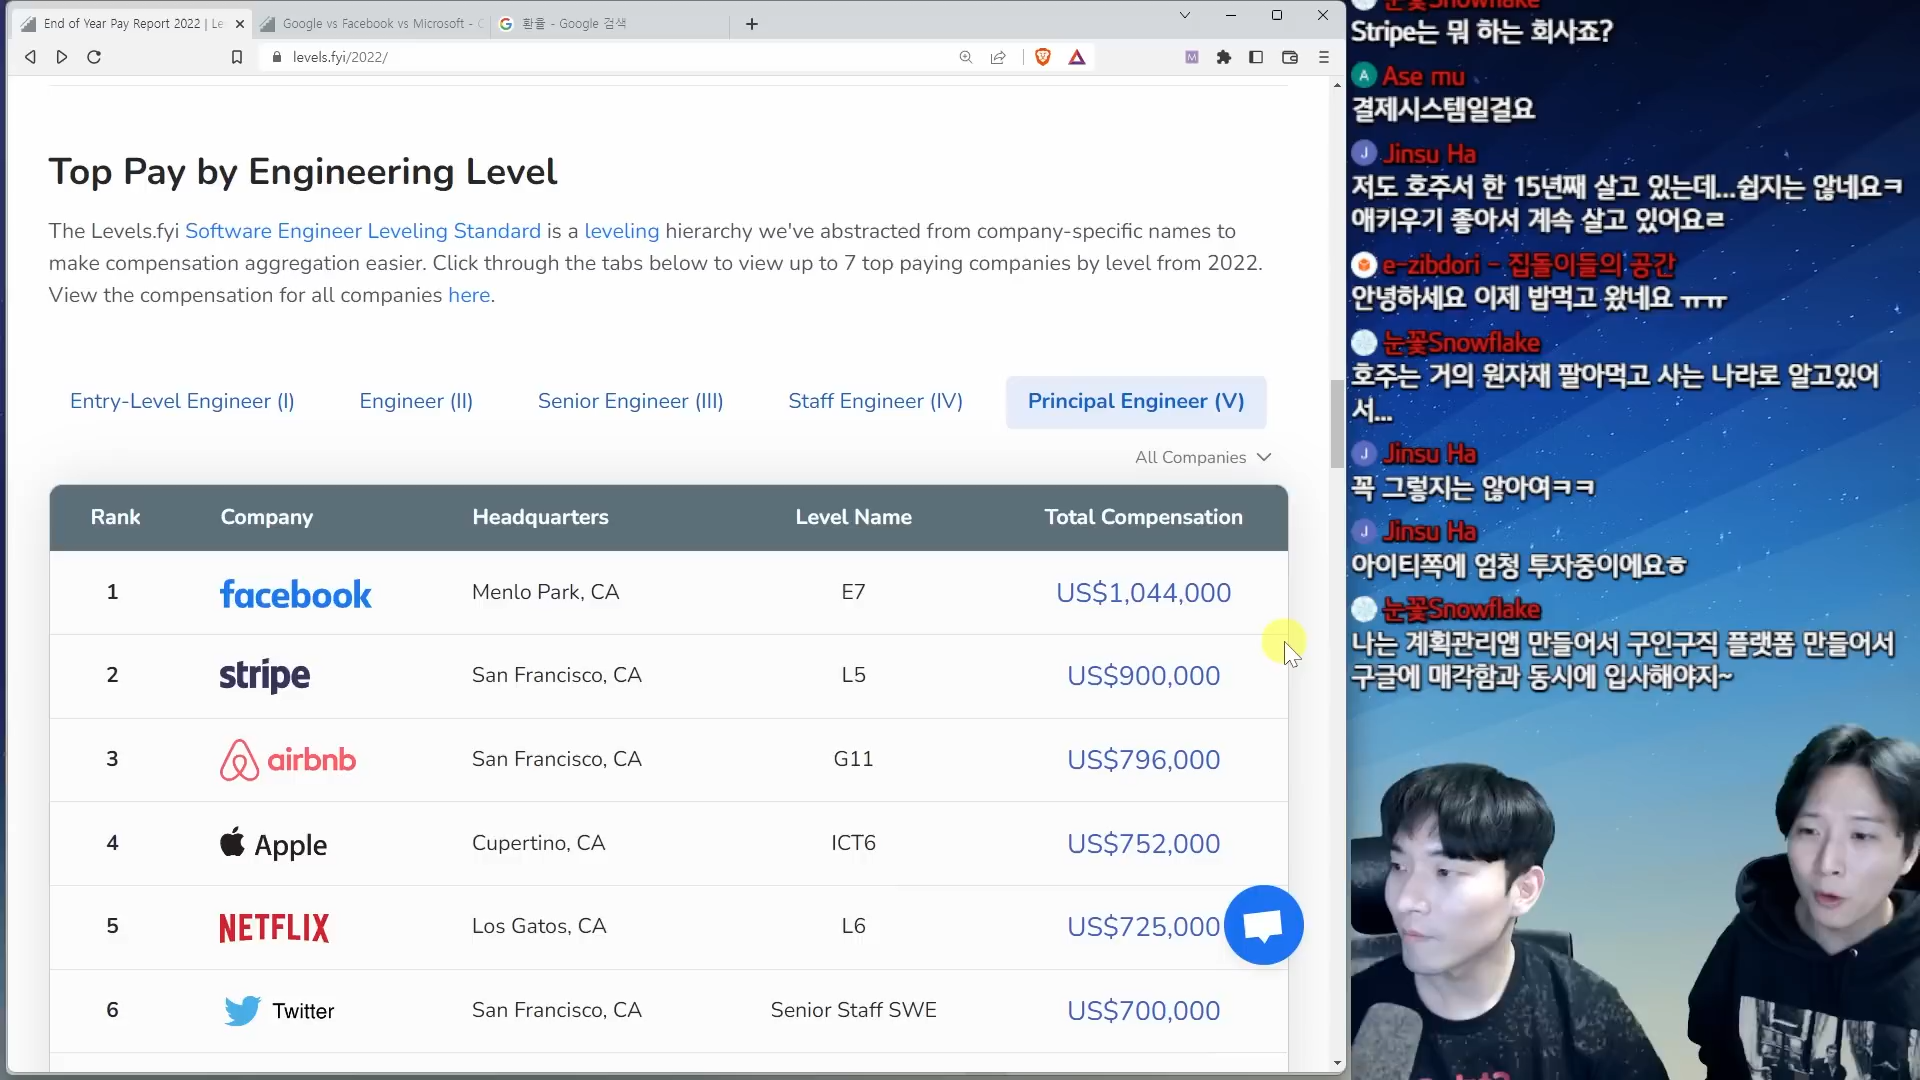 End of Year Pay Report 2022 | Le
Google vs Facebook vs Microsoft - C
환율 - Google 검색
levels.fyi/2022/
Top Pay by Engineering Level
The Levels.fyi Software Engineer Leveling Standard is a leveling hierarchy we've abstracted from company-specific names to
make compensation aggregation easier. Click through the tabs below to view up to 7 top paying companies by level from 2022.
View the compensation for all companies here.
Entry-Level Engineer (I) Engineer (II) Senior Engineer (III) Staff Engineer (IV) Principal Engineer (V)
All Companies
Rank Company Headquarters Level Name Total Compensation
1 facebook Menlo Park, CA E7 US$1,044,000
2 stripe San Francisco, CA L5 US$900,000
3 airbnb San Francisco, CA G11 US$796,000
4 Apple Cupertino, CA ICT6 US$752,000
5 NETFLIX Los Gatos, CA L6 US$725,000
6 Twitter San Francisco, CA Senior Staff SWE US$700,000
눈꽃Snowflake
Stripe는 뭐 하는 회사죠?
A Ase mu
결제시스템일걸요
J Jinsu Ha
저도 호주서 한 15년째 살고 있는데...쉽지는 않네요ㅋ
애키우기 좋아서 계속 살고 있어요ㄹ
e-zibdori - 집돌이들의 공간
안녕하세요 이제 밥먹고 왔네요 ㅠㅠ
눈꽃Snowflake
호주는 거의 원자재 팔아먹고 사는 나라로 알고있어
서...
J Jinsu Ha
꼭 그렇지는 않아여ㅋㅋ
J Jinsu Ha
아이티쪽에 엄청 투자중이에요ㅎ
눈꽃Snowflake
나는 계획관리앱 만들어서 구인구직 플랫폼 만들어서
구글에 매각함과 동시에 입사해야지~